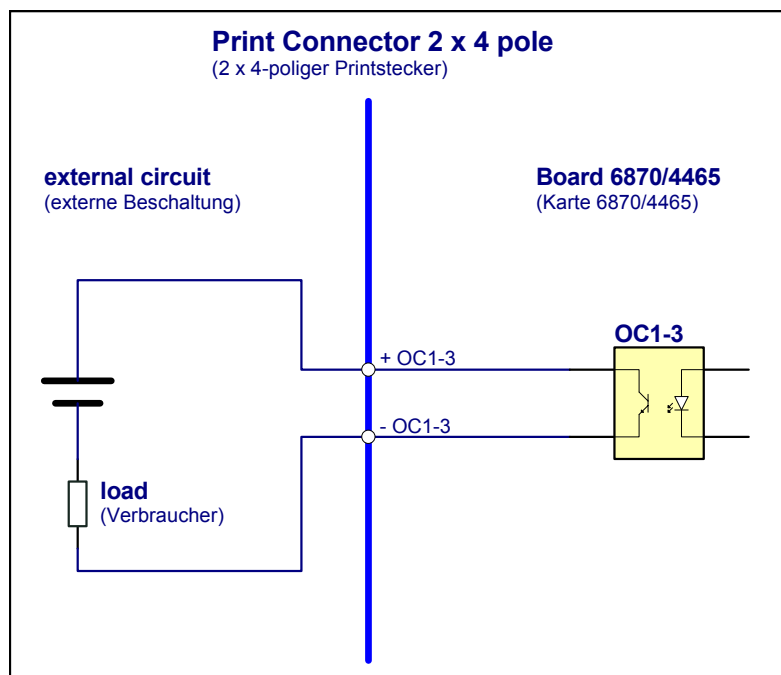 Print Connector 2 x 4 pole
(2 x 4-poliger Printstecker)
external circuit
(externe Beschaltung)
Board 6870/4465
(Karte 6870/4465)
OC1-3
+ OC1-3
- OC1-3
load
(Verbraucher)